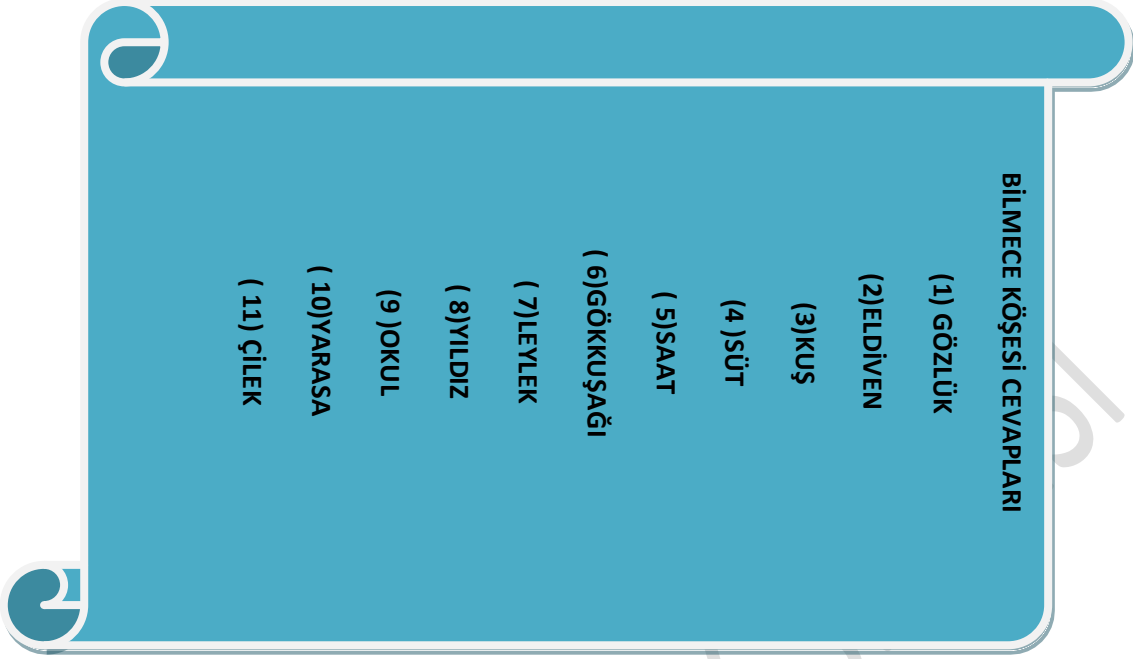 BİLMECE KÖŞESİ CEVAPLARI
(1) GÖZLÜK
(2)ELDİVEN
(3)KUŞ
(4 )SÜT
( 5)SAAT
( 6)GÖKKUŞAĞI
( 7)LEYLEK
( 8)YILDIZ
(9 )OKUL
( 10)YARASA
( 11) ÇİLEK